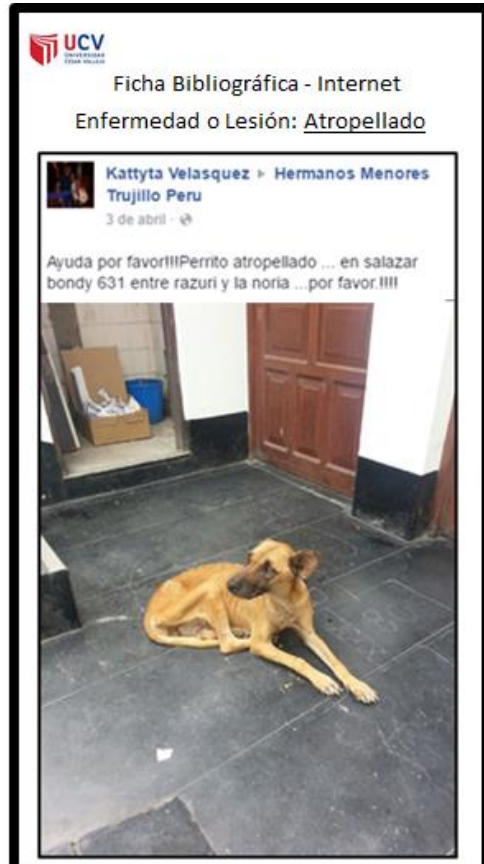 UCV
UNIVERSIDAD
CÉSAR VALLEJO
Ficha Bibliográfica - Internet
Enfermedad o Lesión: Atropellado
Kattyta Velasquez ▸ Hermanos Menores
Trujillo Peru
3 de abril ·
Ayuda por favor!!!Perrito atropellado ... en salazar
bondy 631 entre razuri y la noria ...por favor.!!!!